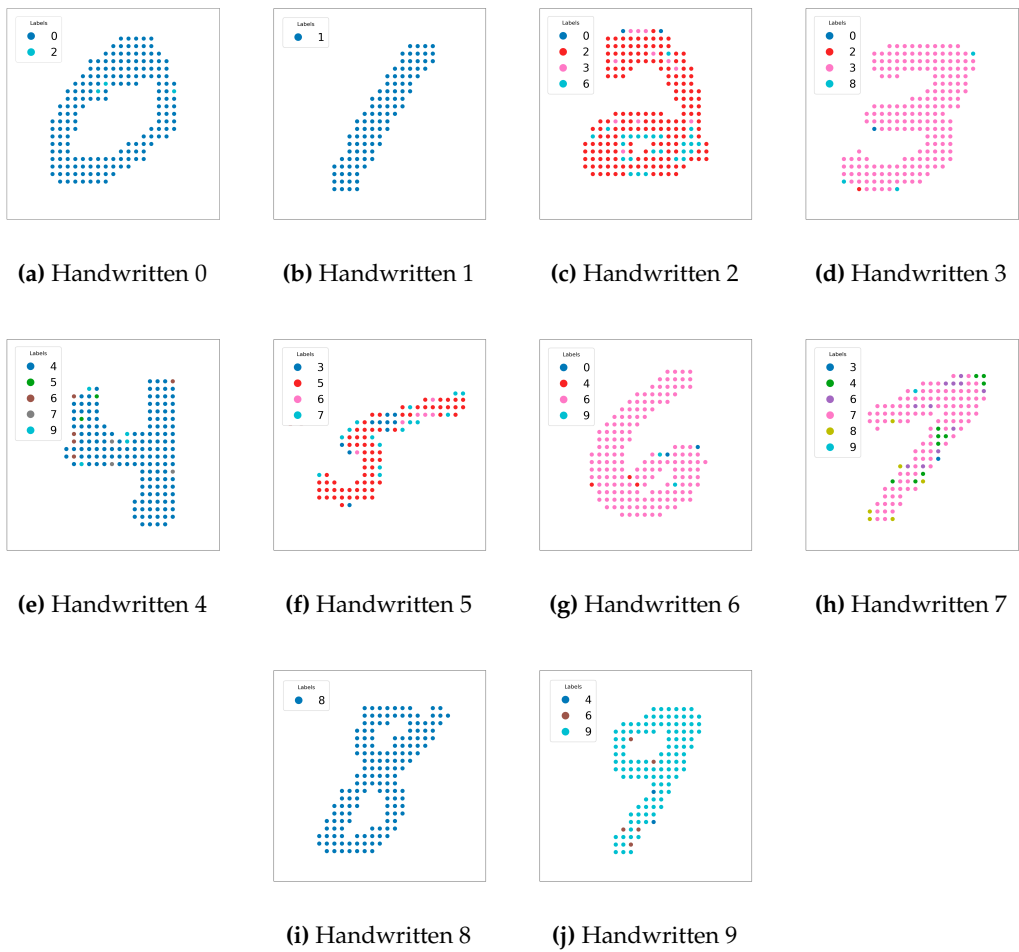 Labels
0
2
Labels
1
Labels
0
2
3
6
Labels
0
2
3
8
(a) Handwritten 0
(b) Handwritten 1
(c) Handwritten 2
(d) Handwritten 3
Labels
4
5
6
7
9
Labels
3
5
6
7
Labels
0
4
6
9
Labels
3
4
6
7
8
9
(e) Handwritten 4
(f) Handwritten 5
(g) Handwritten 6
(h) Handwritten 7
Labels
8
Labels
4
6
9
(i) Handwritten 8
(j) Handwritten 9